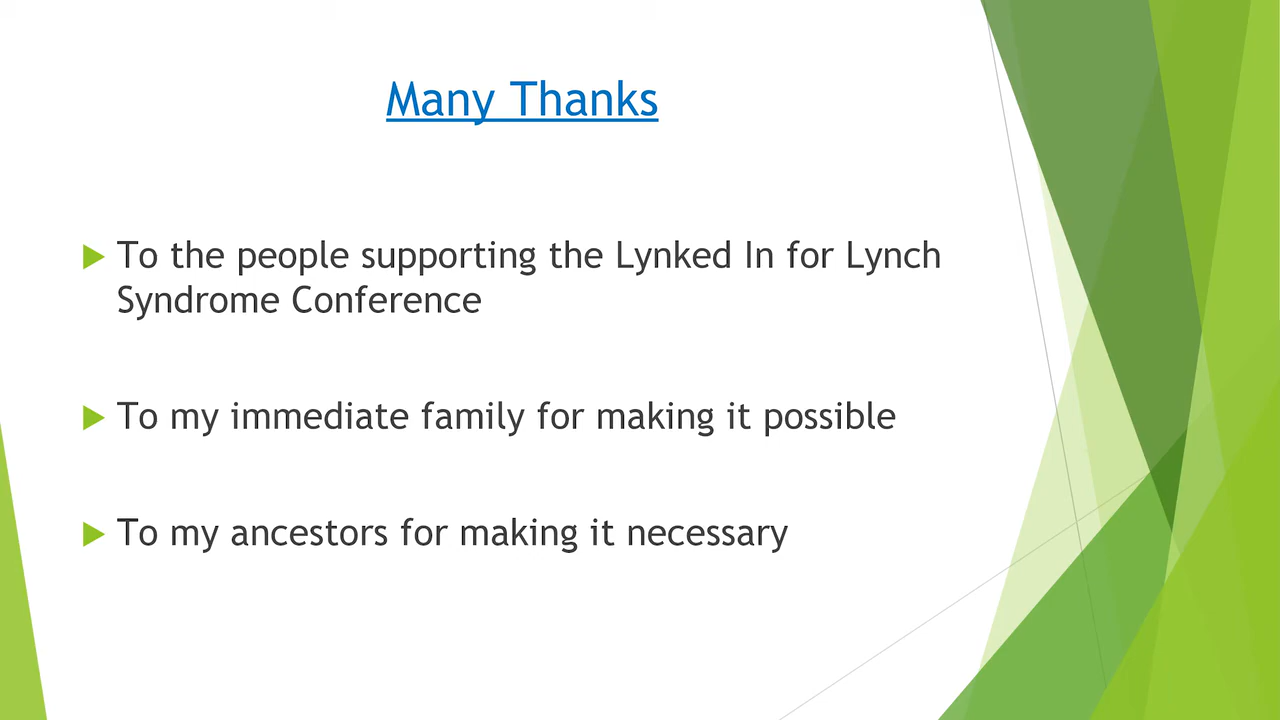 Many Thanks
To the people supporting the Lynked In for Lynch
Syndrome Conference
To my immediate family for making it possible
To my ancestors for making it necessary